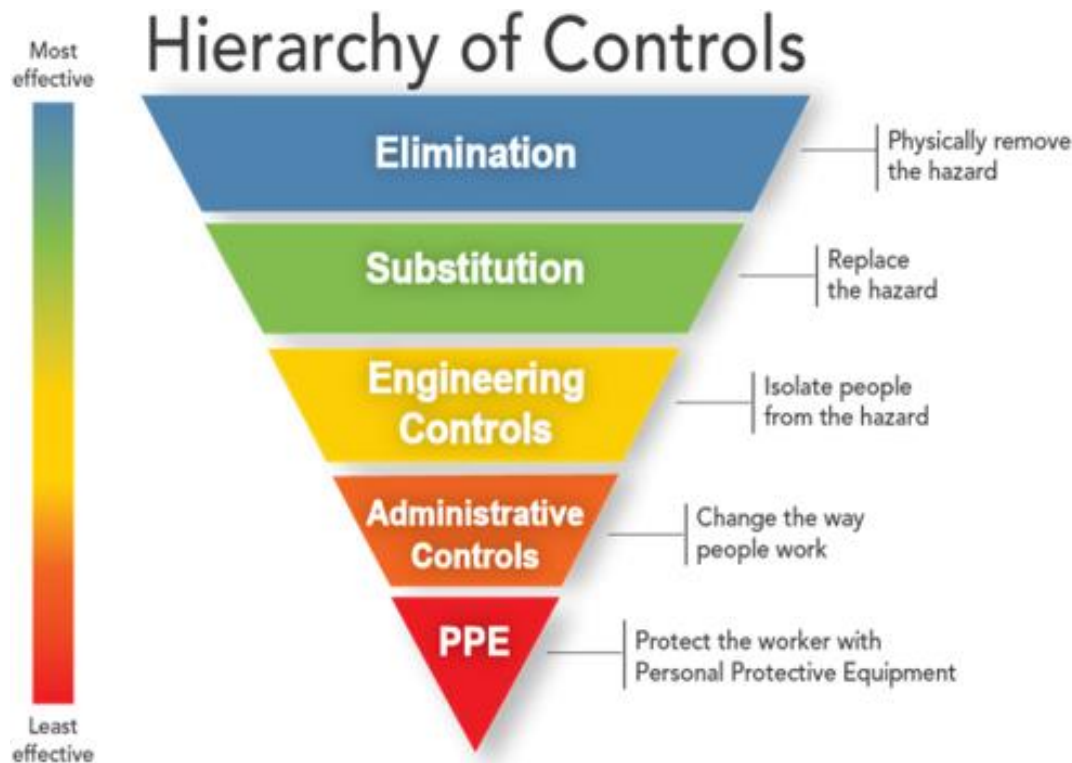 Hierarchy of Controls
Most
effective
Elimination
Physically remove
the hazard
Substitution
Replace
the hazard
Engineering
Controls
Isolate people
from the hazard
Administrative
Controls
Change the way
people work
PPE
Protect the worker with
Personal Protective Equipment
Least
effective